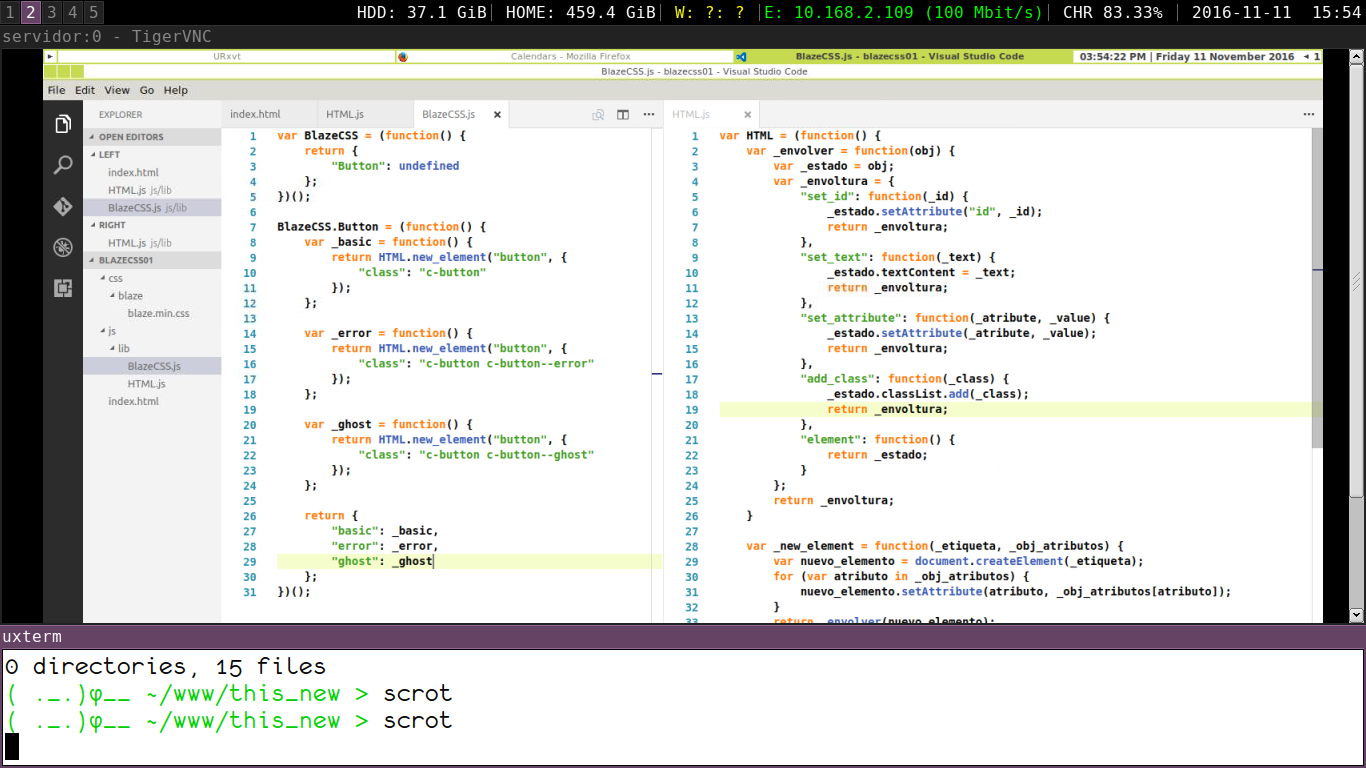 1 2 3 4 5 HDD: 37.1 GiB| HOME: 459.4 GiB| W: ?: ? |E: 10.168.2.109 (100 Mbit/s)| CHR 83.33% | 2016-11-11 15:54
servidor:0 - TigerVNC
URxvt Calendars - Mozilla Firefox BlazeCSS.js - blazecss01 - Visual Studio Code 03:54:22 PM | Friday 11 November 2016 ◂ 1
BlazeCSS.js - blazecss01 - Visual Studio Code
File Edit View Go Help
EXPLORER
OPEN EDITORS
LEFT
index.html
HTML.js js/lib
BlazeCSS.js js/lib
RIGHT
HTML.js js/lib
BLAZECSS01
css
blaze
blaze.min.css
js
lib
BlazeCSS.js
HTML.js
index.html
index.html HTML.js BlazeCSS.js ×
1 var BlazeCSS = (function() {
2 return {
3 "Button": undefined
4 };
5 })();
6
7 BlazeCSS.Button = (function() {
8 var _basic = function() {
9 return HTML.new_element("button", {
10 "class": "c-button"
11 });
12 };
13
14 var _error = function() {
15 return HTML.new_element("button", {
16 "class": "c-button c-button--error"
17 });
18 };
19
20 var _ghost = function() {
21 return HTML.new_element("button", {
22 "class": "c-button c-button--ghost"
23 });
24 };
25
26 return {
27 "basic": _basic,
28 "error": _error,
29 "ghost": _ghost
30 };
31 })();
HTML.js ×
1 var HTML = (function() {
2 var _envolver = function(obj) {
3 var _estado = obj;
4 var _envoltura = {
5 "set_id": function(_id) {
6 _estado.setAttribute("id", _id);
7 return _envoltura;
8 },
9 "set_text": function(_text) {
10 _estado.textContent = _text;
11 return _envoltura;
12 },
13 "set_attribute": function(_atribute, _value) {
14 _estado.setAttribute(_atribute, _value);
15 return _envoltura;
16 },
17 "add_class": function(_class) {
18 _estado.classList.add(_class);
19 return _envoltura;
20 },
21 "element": function() {
22 return _estado;
23 }
24 };
25 return _envoltura;
26 }
27
28 var _new_element = function(_etiqueta, _obj_atributos) {
29 var nuevo_elemento = document.createElement(_etiqueta);
30 for (var atributo in _obj_atributos) {
31 nuevo_elemento.setAttribute(atributo, _obj_atributos[atributo]);
32 }
33 return _envolver(nuevo_elemento);
uxterm
0 directories, 15 files
( ._.)φ__ ~/www/this_new > scrot
( ._.)φ__ ~/www/this_new > scrot